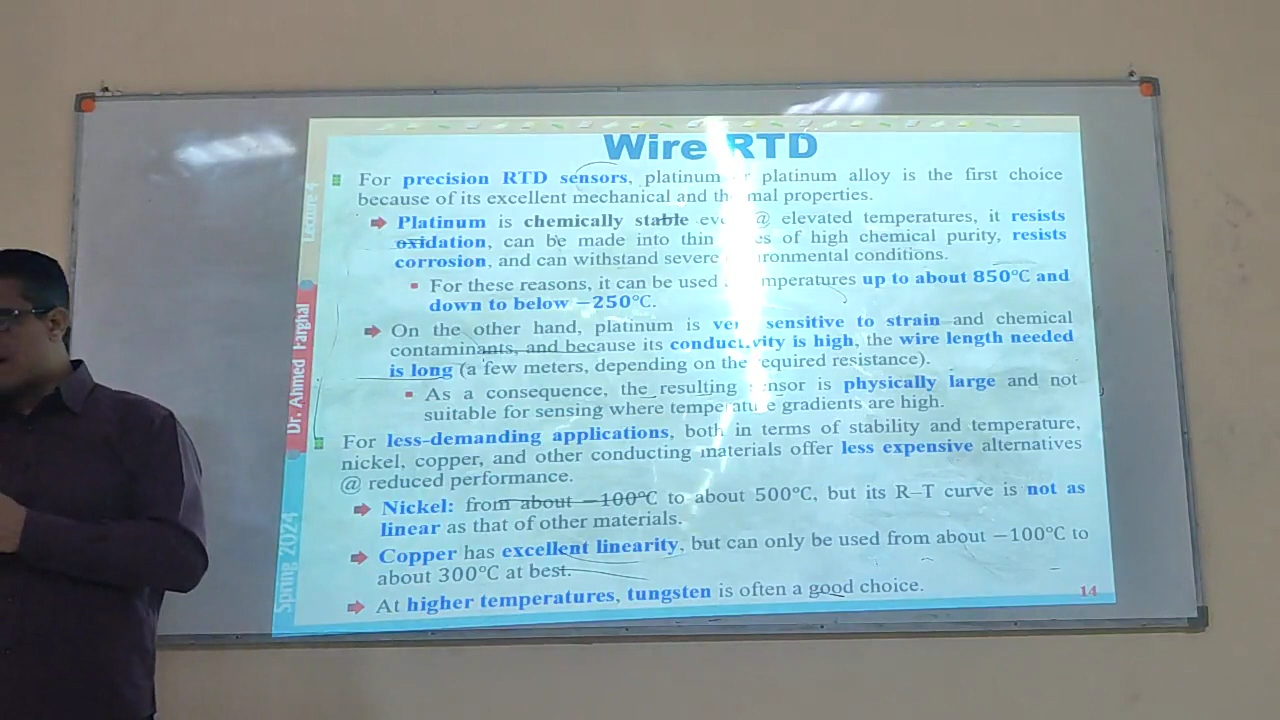 Wire RTD
For precision RTD sensors, platinum platinum alloy is the first choice
because of its excellent mechanical and properties.
Platinum is chemically stable @ elevated temperatures, it resists
oxidation, can be made into thin of high chemical purity, resists
corrosion, and can withstand severe conditions.
For these reasons, it can be used up to about 850°C and
down to below −250°C.
On the other hand, platinum is sensitive to strain and chemical
contaminants, and because its conductivity is high, the wire length needed
is long (a few meters, depending on the required resistance).
As a consequence, the resulting is physically large and not
suitable for sensing where temperature gradients are high.
For less-demanding applications, both in terms of stability and temperature,
nickel, copper, and other conducting materials offer less expensive alternatives
@ reduced performance.
Nickel: from about −100°C to about 500°C, but its R–T curve is not as
linear as that of other materials.
Copper has excellent linearity, but can only be used from about −100°C to
about 300°C at best.
At higher temperatures, tungsten is often a good choice.
14
Lecture 4
Dr. Ahmed Farghal
Spring 2024